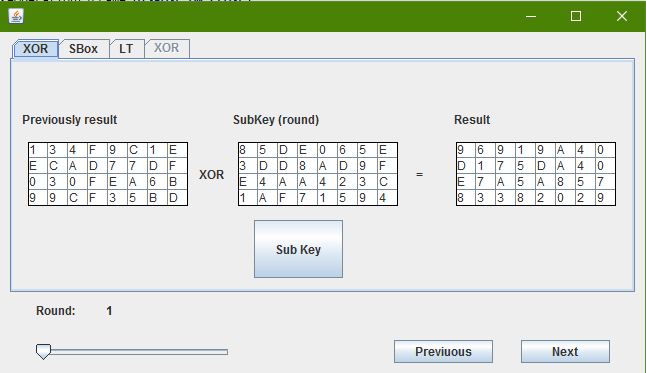 XOR SBox LT XOR
Previously result SubKey (round) Result
1 3 4 F 9 C 1 E 8 5 D E 0 6 5 E 9 6 9 1 9 A 4 0
E C A D 7 7 D F 3 D D 8 A D 9 F D 1 7 5 D A 4 0
0 3 0 F E A 6 B XOR E 4 A A 4 2 3 C = E 7 A 5 A 8 5 7
9 9 C F 3 5 B D 1 A F 7 1 5 9 4 8 3 3 8 2 0 2 9
Sub Key
Round: 1
Previuous Next